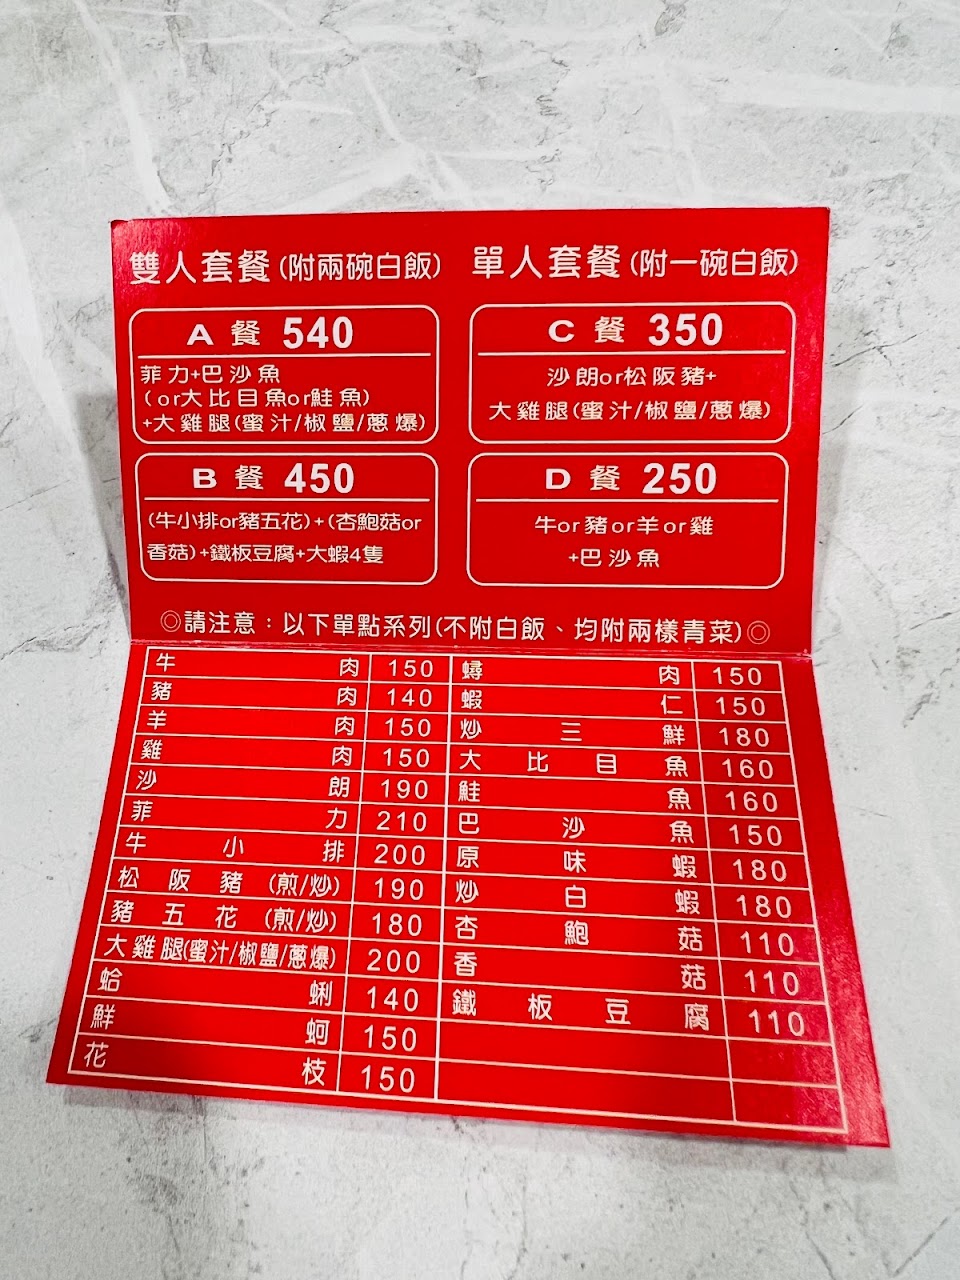 雙人套餐(附兩碗白飯)
A 餐 540
菲力+巴沙魚
(or大比目魚or鮭魚)
+大雞腿(蜜汁/椒鹽/蔥爆)
B 餐 450
(牛小排or豬五花)+(杏鮑菇or
香菇)+鐵板豆腐+大蝦4隻
單人套餐(附一碗白飯)
C 餐 350
沙朗or松阪豬+
大雞腿(蜜汁/椒鹽/蔥爆)
D 餐 250
牛or豬or羊or雞
+巴沙魚
◎請注意：以下單點系列(不附白飯、均附兩樣青菜)◎
牛肉 150
豬肉 140
羊肉 150
雞肉 150
沙朗 190
菲力 210
牛小排 200
松阪豬(煎/炒) 190
豬五花(煎/炒) 180
大雞腿(蜜汁/椒鹽/蔥爆) 200
蛤蜊 140
鮮蚵 150
花枝 150
蟳肉 150
蝦仁 150
炒三鮮 180
大比目魚 160
鮭魚 160
巴沙魚 150
原味蝦 180
炒白蝦 180
杏鮑菇 110
香菇 110
鐵板豆腐 110